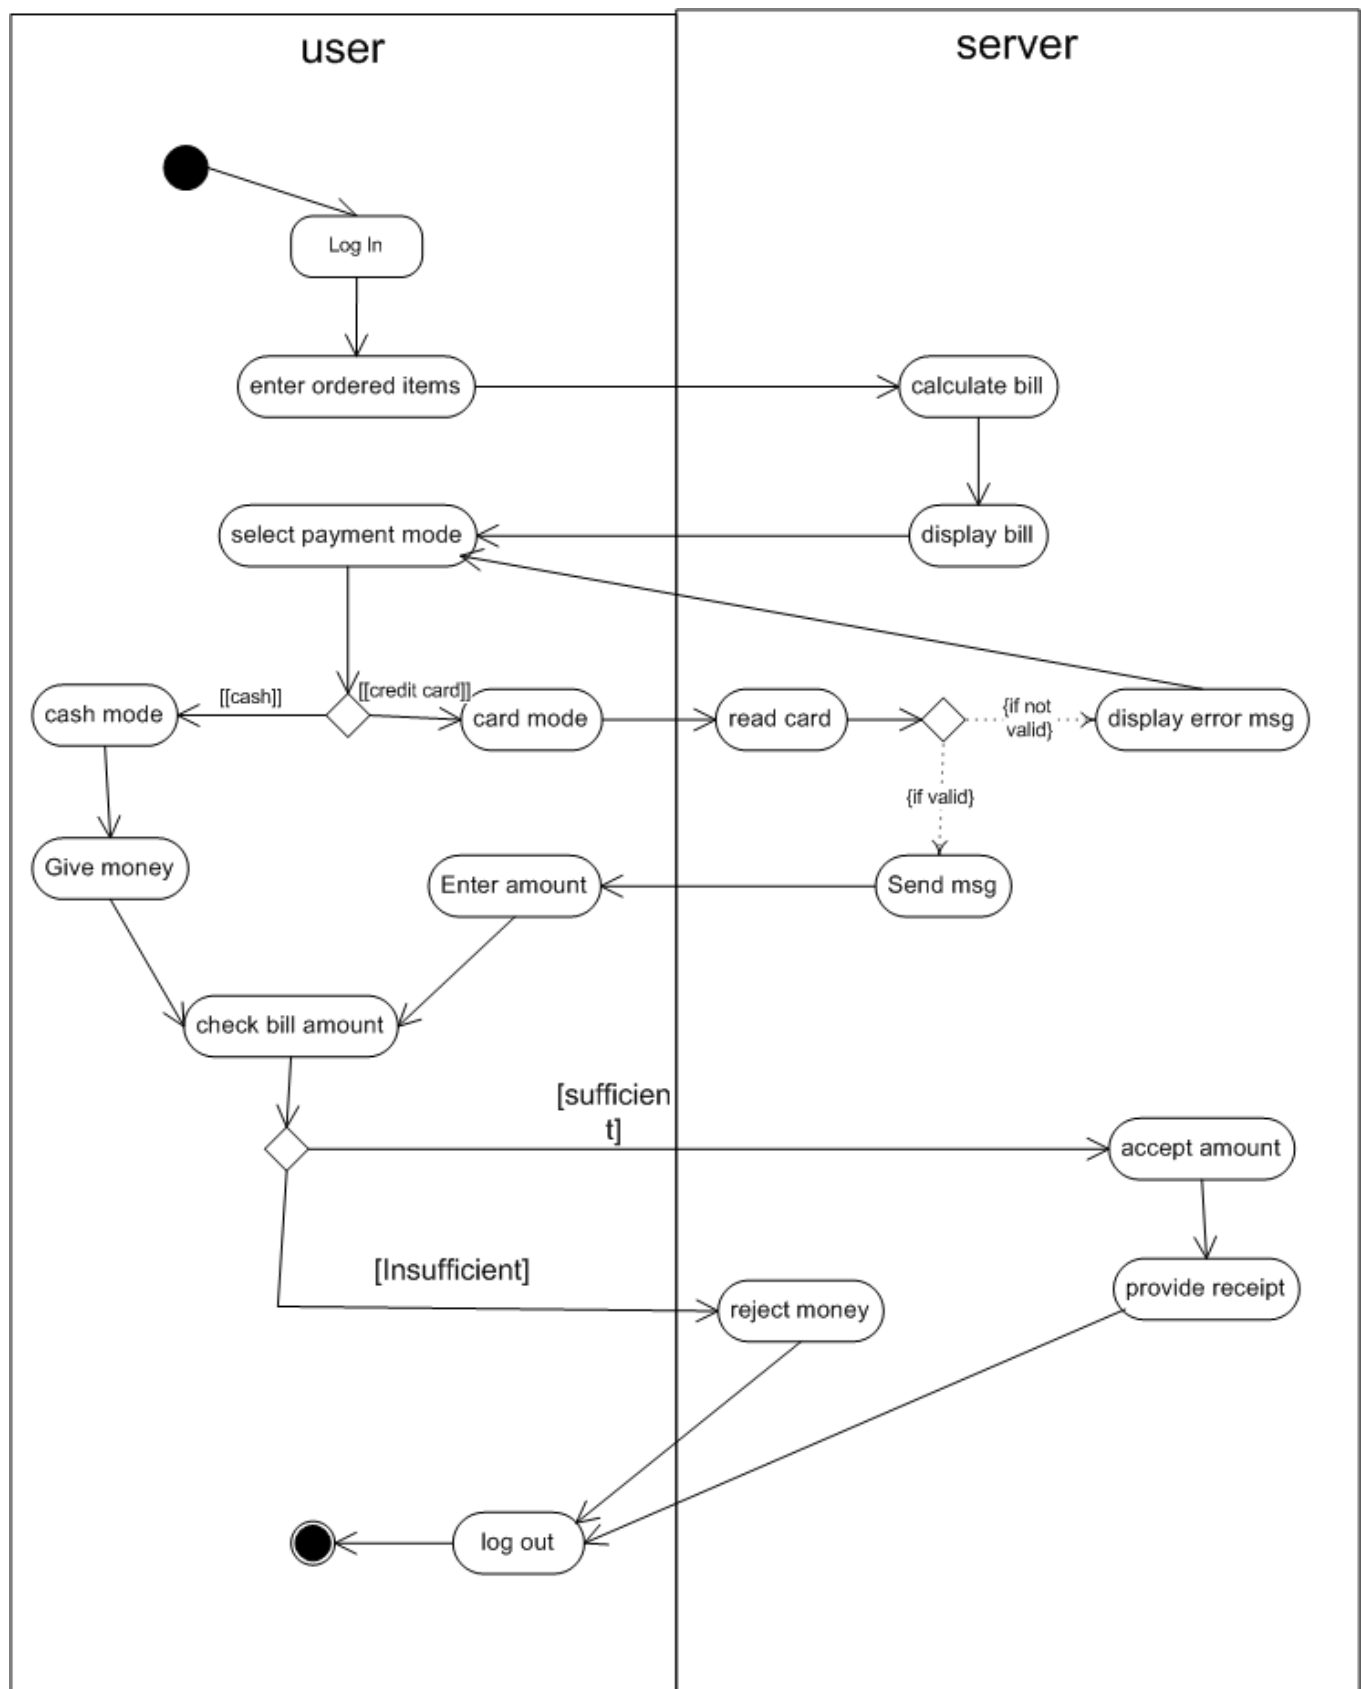 user
server
Log In
enter ordered items
calculate bill
select payment mode
display bill
[[cash]]
[[credit card]]
cash mode
card mode
read card
{if not
valid}
display error msg
{if valid}
Give money
Enter amount
Send msg
check bill amount
[sufficien
t]
accept amount
[Insufficient]
provide receipt
reject money
log out